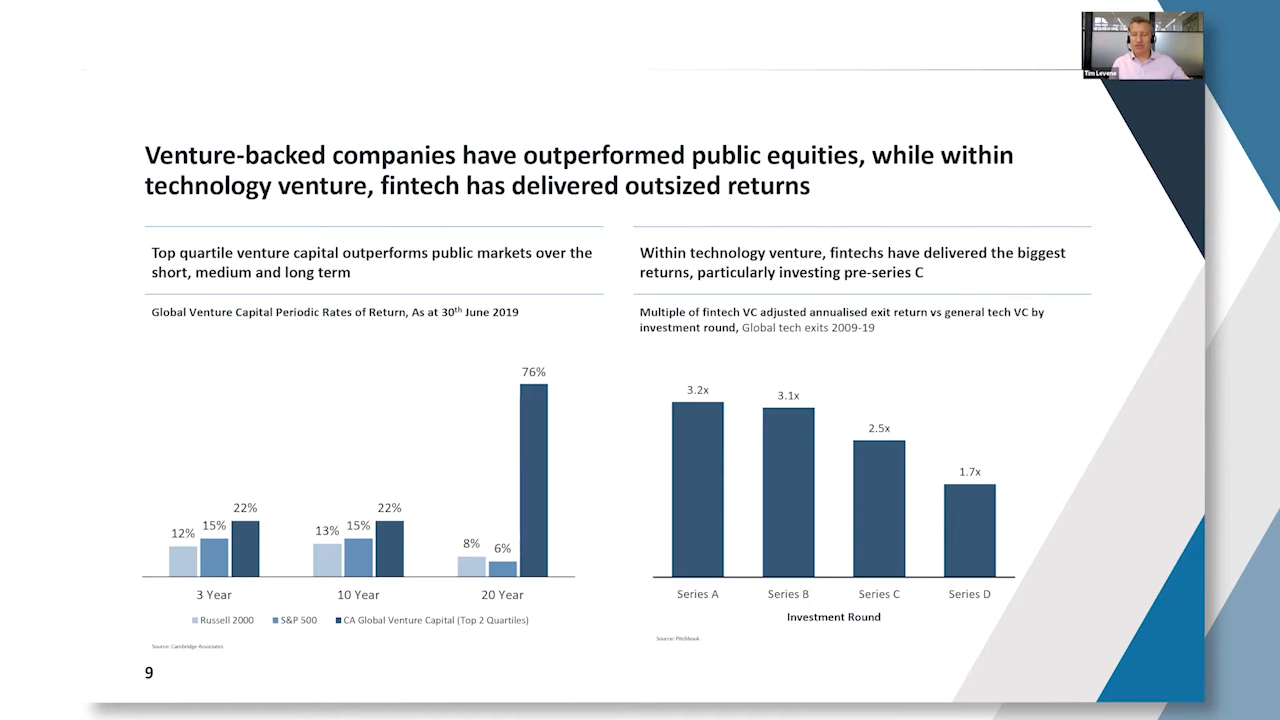 Tim Levene
Venture-backed companies have outperformed public equities, while within
technology venture, fintech has delivered outsized returns
Top quartile venture capital outperforms public markets over the
short, medium and long term
Global Venture Capital Periodic Rates of Return, As at 30th June 2019
76%
12% 15% 22%
13% 15% 22%
8% 6%
3 Year 10 Year 20 Year
Russell 2000 S&P 500 CA Global Venture Capital (Top 2 Quartiles)
Source: Cambridge Associates
Within technology venture, fintechs have delivered the biggest
returns, particularly investing pre-series C
Multiple of fintech VC adjusted annualised exit return vs general tech VC by
investment round, Global tech exits 2009-19
3.2x
3.1x
2.5x
1.7x
Series A Series B Series C Series D
Investment Round
Source: Pitchbook
9